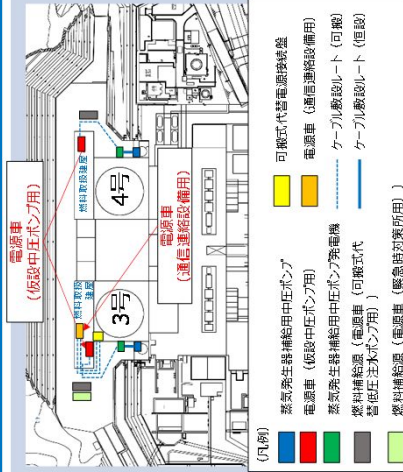 電源車
(仮設中圧ポンプ用)
燃料取扱
建屋
燃料取扱建屋
3号
4号
電源車
(通信連絡設備用)
(凡例)
蒸気発生器補給用中圧ポンプ
電源車（仮設中圧ポンプ用）
蒸気発生器補給用中圧ポンプ発電機
燃料補給源（電源車（可搬式代
替低圧注水ポンプ用））
燃料補給源（電源車（緊急時対策所用））
可搬式代替電源接続盤
電源車（通信連絡設備用）
ケーブル敷設ルート（可搬）
ケーブル敷設ルート（恒設）